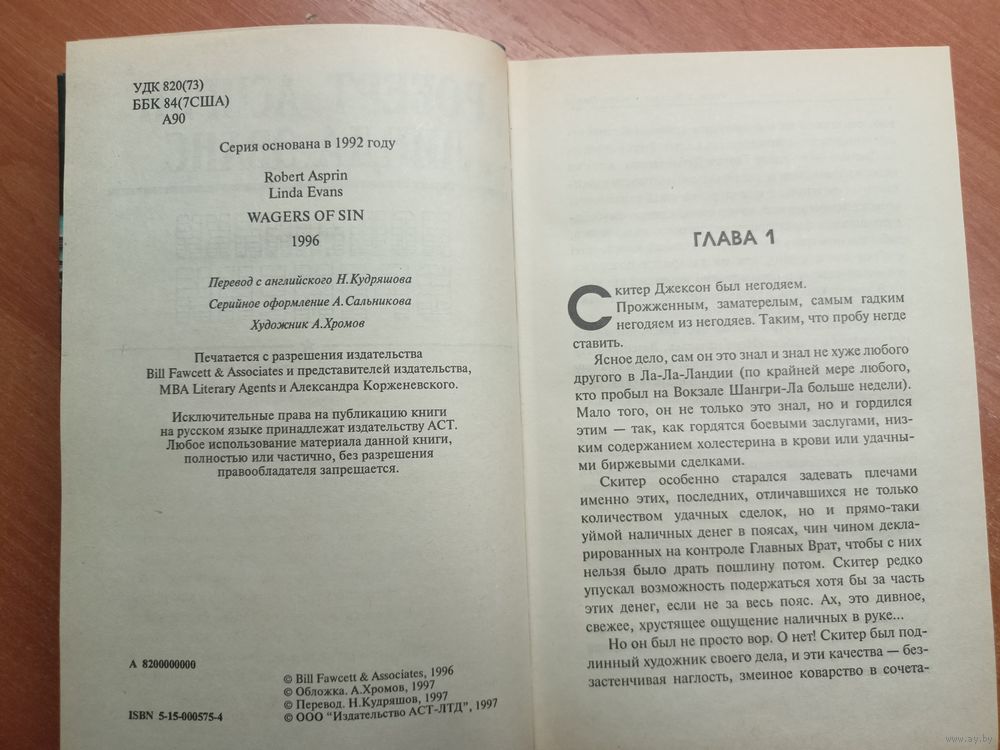 УДК 820(73)
ББК 84(7США)
А90
Серия основана в 1992 году
Robert Asprin
Linda Evans
WAGERS OF SIN
1996
Перевод с английского Н.Кудряшова
Серийное оформление А.Сальникова
Художник А.Хромов
Печатается с разрешения издательства
Bill Fawcett & Associates и представителей издательства,
MBA Literary Agents и Александра Корженевского.
Исключительные права на публикацию книги
на русском языке принадлежат издательству АСТ.
Любое использование материала данной книги,
полностью или частично, без разрешения
правообладателя запрещается.
А 8200000000
© Bill Fawcett & Associates, 1996
© Обложка. А.Хромов, 1997
© Перевод. Н.Кудряшов, 1997
ISBN 5-15-000575-4
© ООО "Издательство АСТ-ЛТД", 1997
ГЛАВА 1
Скитер Джексон был негодяем.
Прожженным, заматерелым, самым гадким
негодяем из негодяев. Таким, что пробу негде
ставить.
Ясное дело, сам он это знал и знал не хуже любого
другого в Ла-Ла-Ландии (по крайней мере любого,
кто пробыл на Вокзале Шангри-Ла больше недели).
Мало того, он не только это знал, но и гордился
этим — так, как гордятся боевыми заслугами, низ-
ким содержанием холестерина в крови или удачны-
ми биржевыми сделками.
Скитер особенно старался задевать плечами
именно этих, последних, отличавшихся не только
количеством удачных сделок, но и прямо-таки
уймой наличных денег в поясах, чин чином декла-
рированных на контроле Главных Врат, чтобы с них
нельзя было драть пошлину потом. Скитер редко
упускал возможность подержаться хотя бы за часть
этих денег, если не за весь пояс. Ах, это дивное,
свежее, хрустящее ощущение наличных в руке...
Но он был не просто вор. О нет! Скитер был под-
линный художник своего дела, и эти качества — без-
застенчивая наглость, змеиное коварство в сочета-
www.ay.by